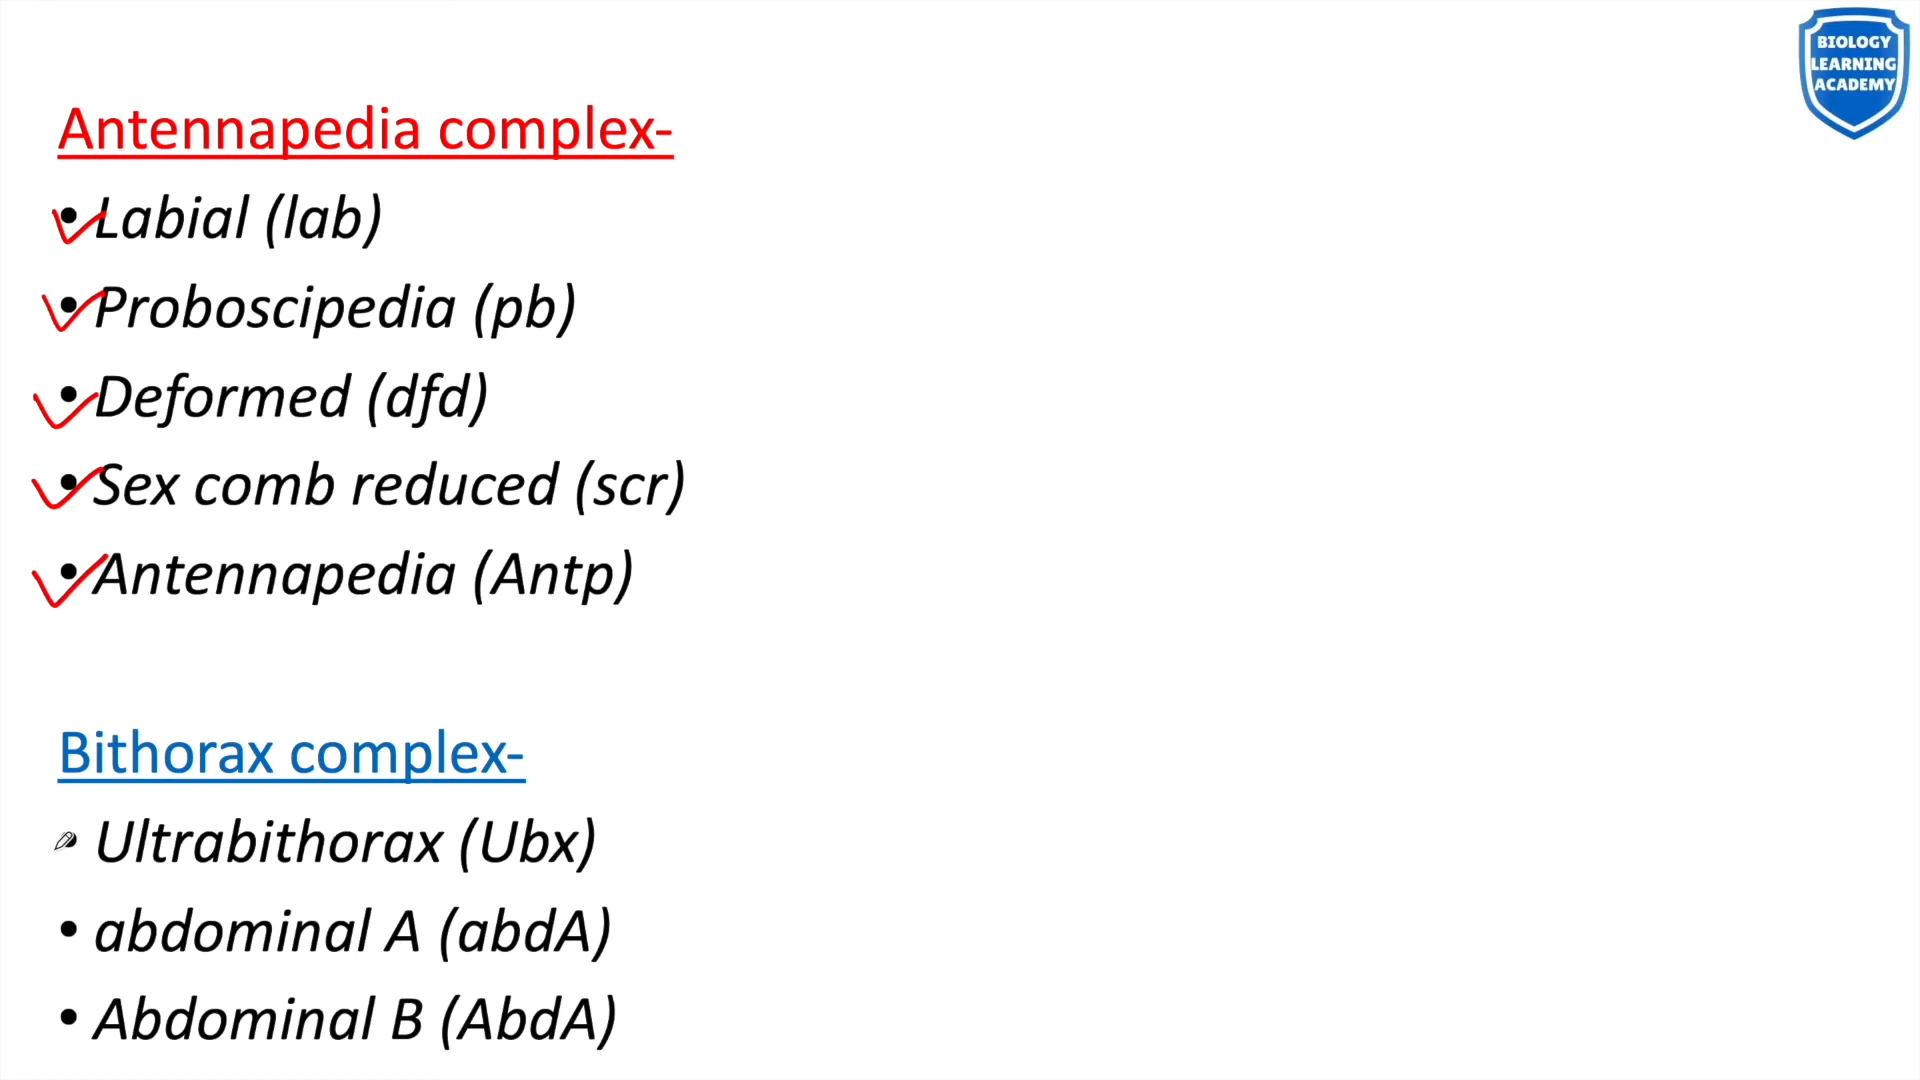 BIOLOGY
LEARNING
ACADEMY
Antennapedia complex-
• Labial (lab)
• Proboscipedia (pb)
• Deformed (dfd)
• Sex comb reduced (scr)
• Antennapedia (Antp)
Bithorax complex-
Ultrabithorax (Ubx)
• abdominal A (abdA)
• Abdominal B (AbdA)